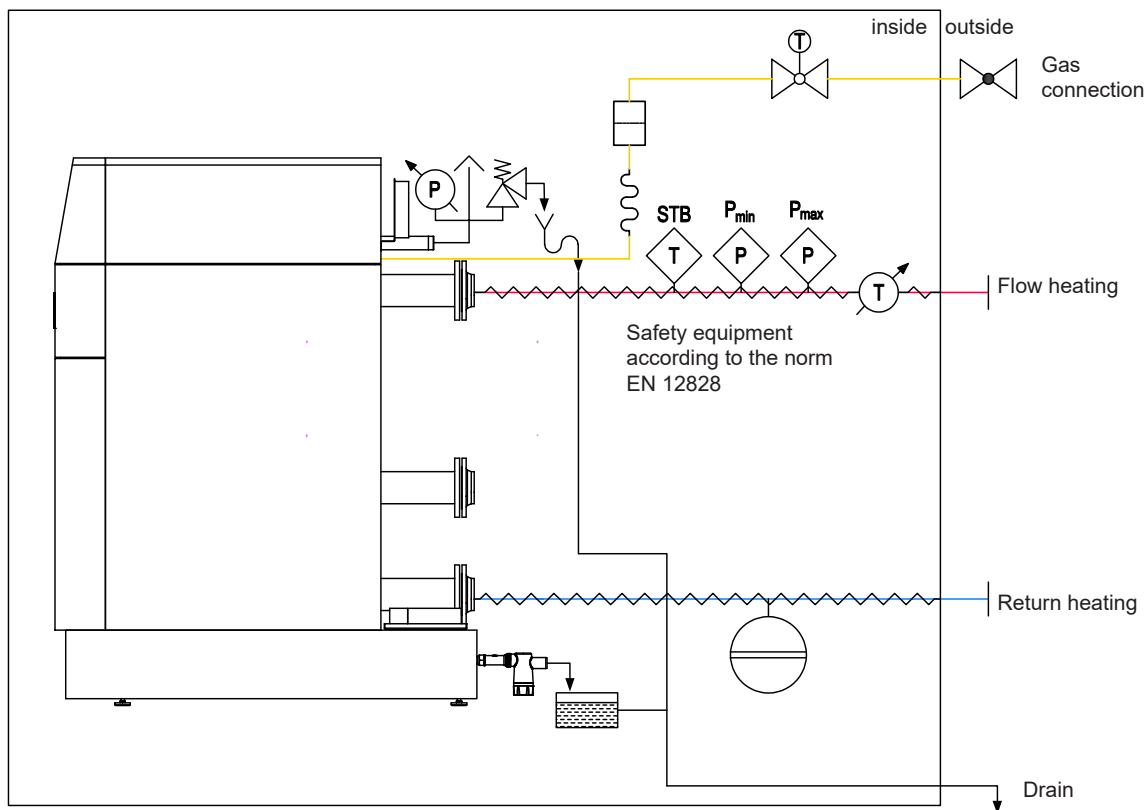 inside outside
T
Gas
connection
P
STB
P min
P max
T
P
P
T
Flow heating
Safety equipment
according to the norm
EN 12828
Return heating
Drain